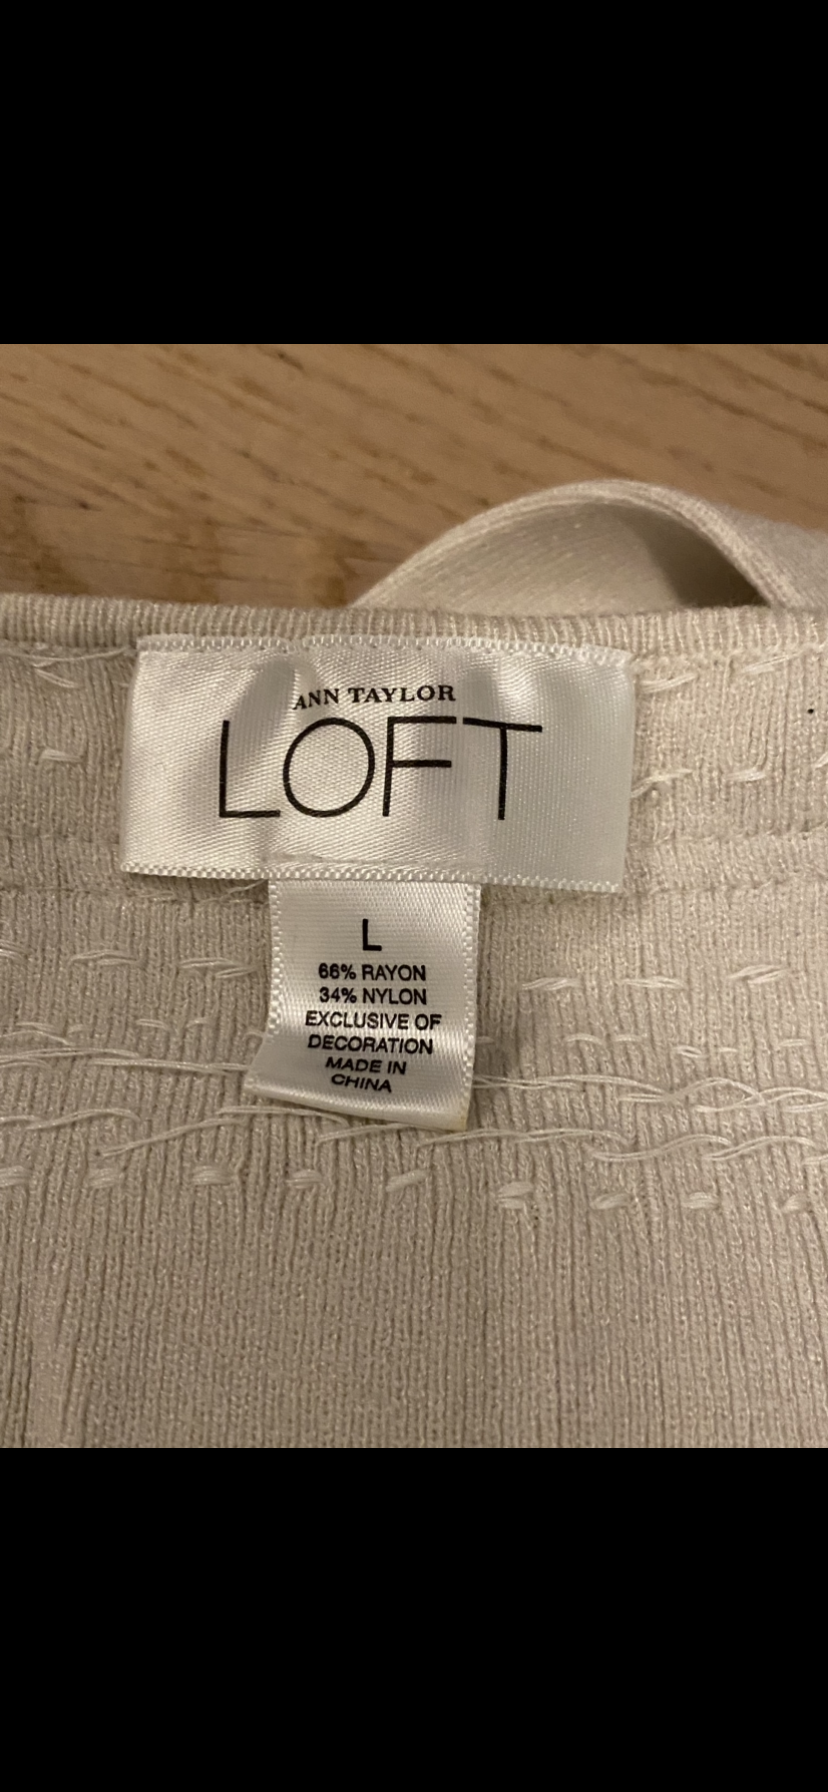 ANN TAYLOR
LOFT
L
66% RAYON
34% NYLON
EXCLUSIVE OF
DECORATION
MADE IN
CHINA